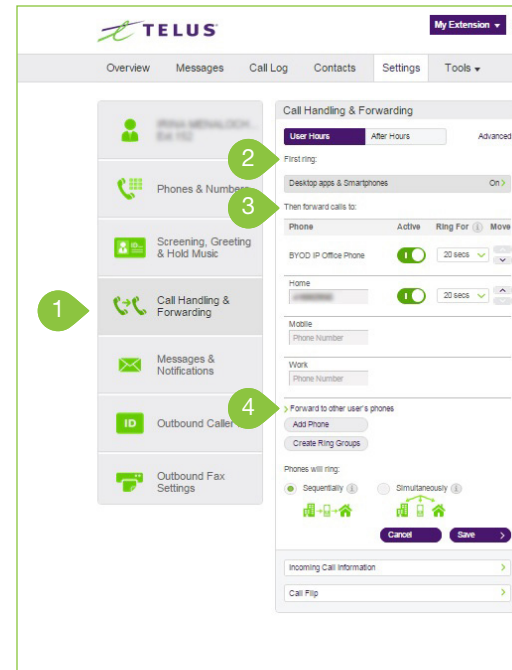 TELUS
My Extension
Overview Messages Call Log Contacts Settings Tools
Phones & Numbers
Screening, Greeting
& Hold Music
1
Call Handling &
Forwarding
Messages &
Notifications
ID
Outbound Caller
Outbound Fax
Settings
Call Handling & Forwarding
User Hours After Hours Advanced
2
First ring:
Desktop apps & Smartphones On
3
Then forward calls to:
Phone Active Ring For i Move
BYOD IP Office Phone 20 secs
Home
20 secs
Mobile
Phone Number
Work
Phone Number
4
Forward to other user's phones
Add Phone
Create Ring Groups
Phones will ring:
Sequentially i Simultaneously i
Cancel Save
Incoming Call Information
Call Flip